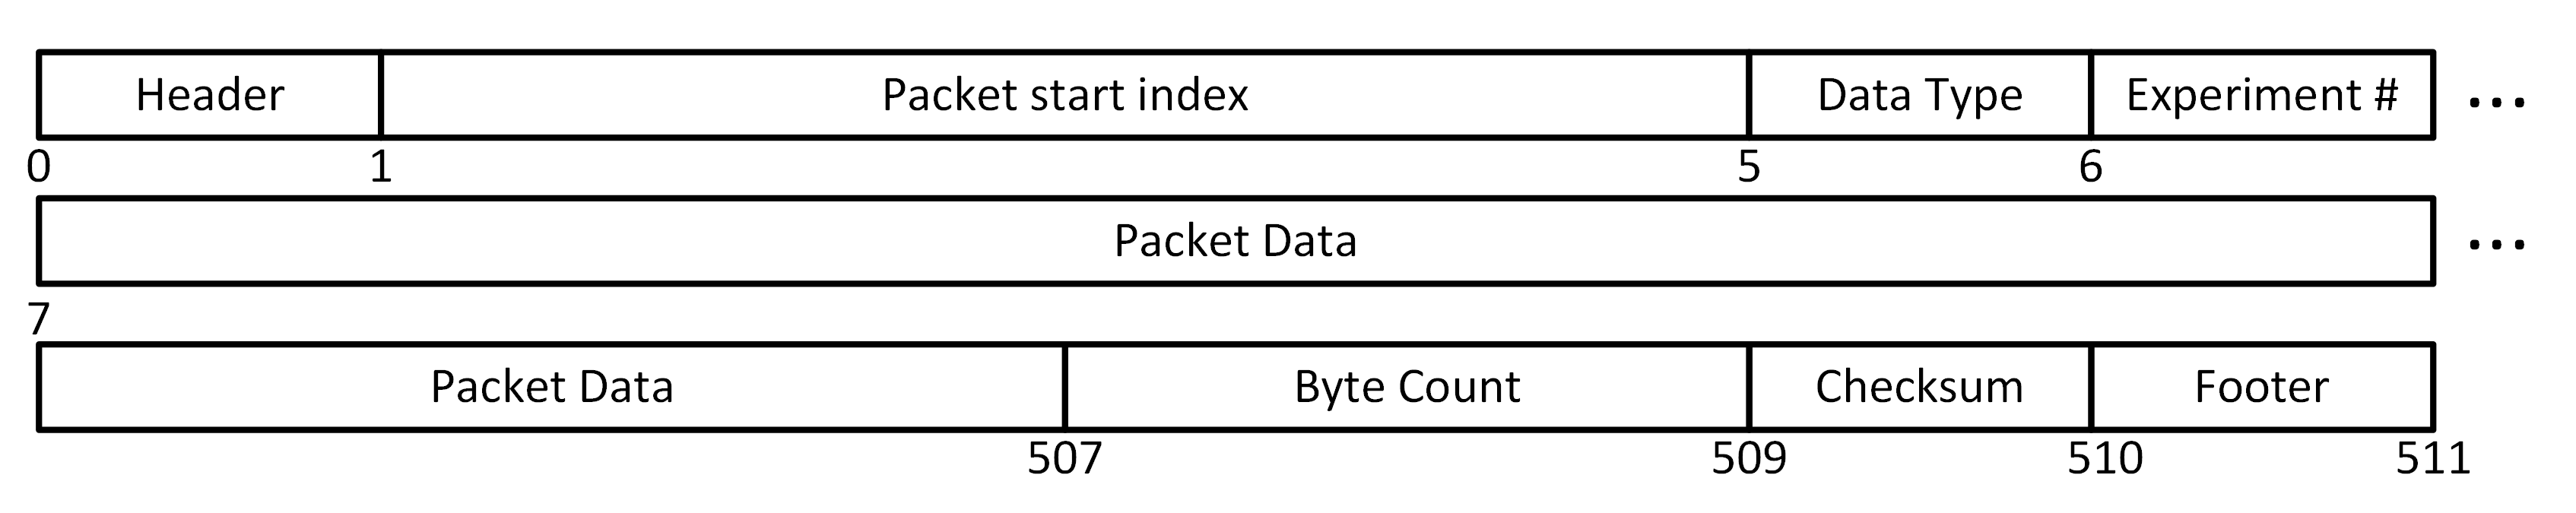 Header Packet start index Data Type Experiment # ...
0 1 5 6
Packet Data ...
7
Packet Data Byte Count Checksum Footer
507 509 510 511